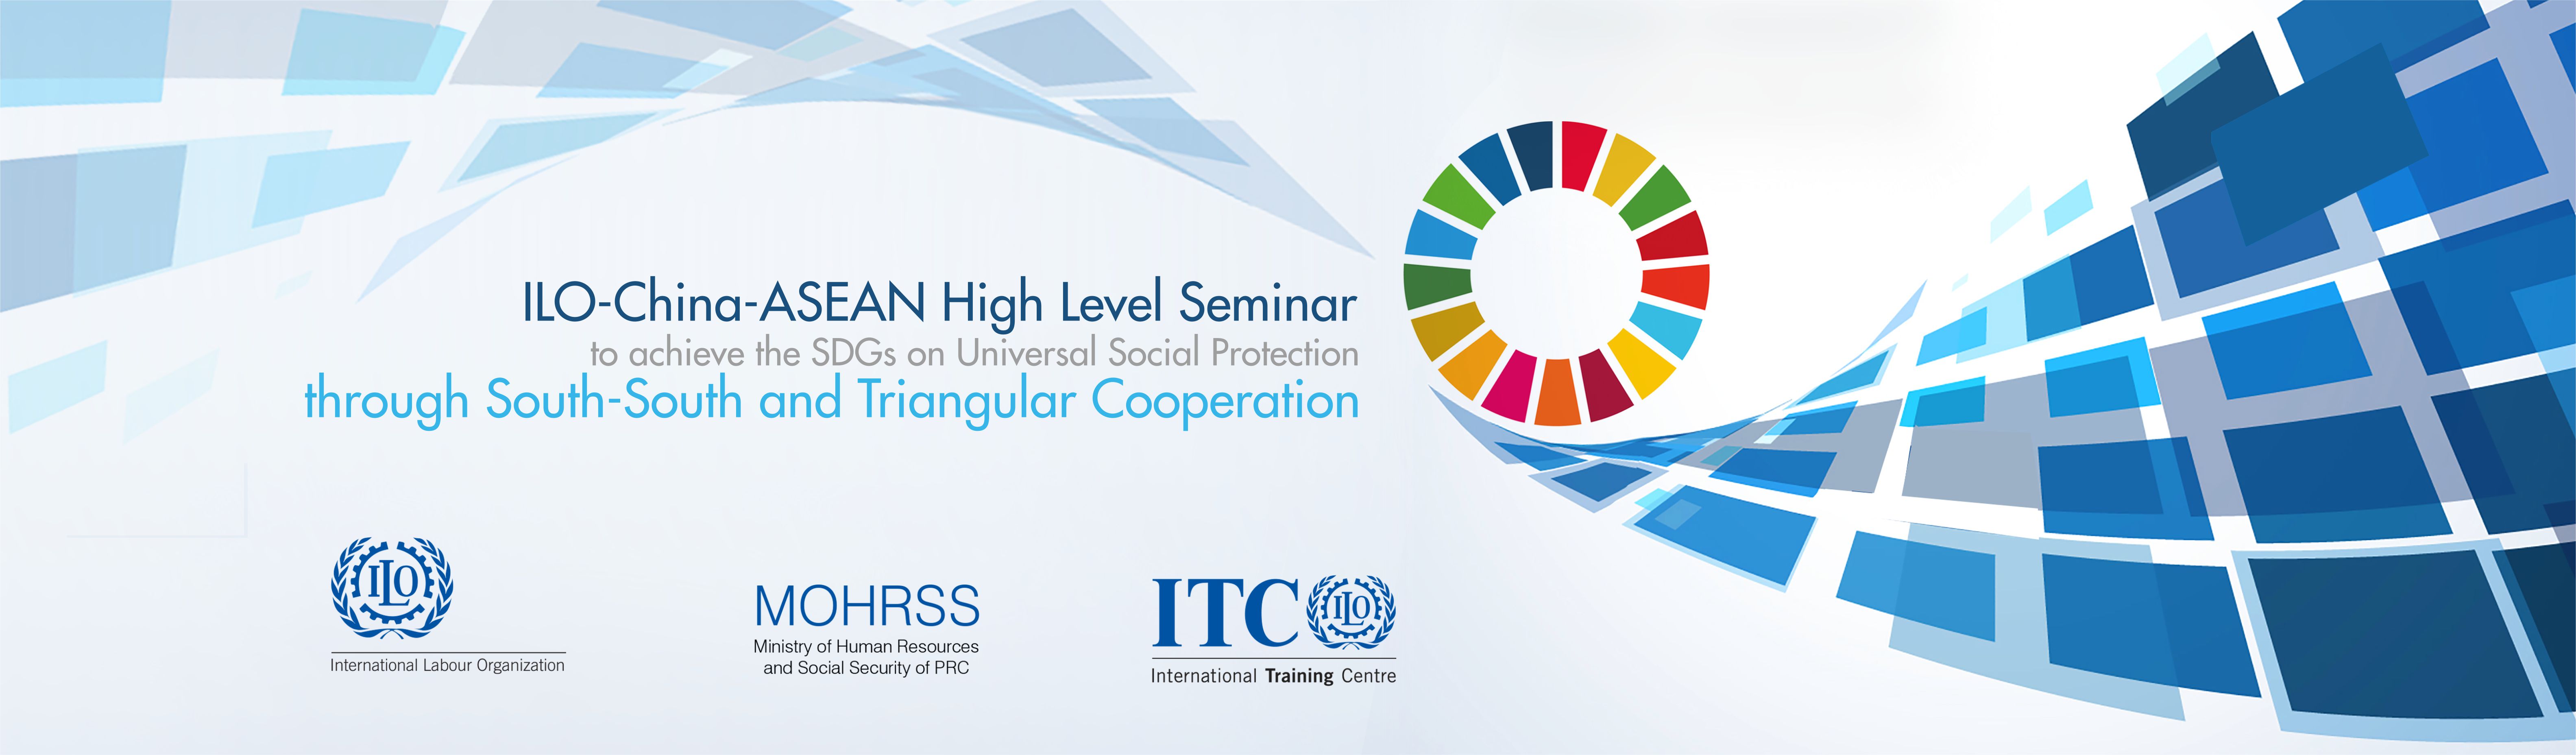 ILO-China-ASEAN High Level Seminar
to achieve the SDGs on Universal Social Protection
through South-South and Triangular Cooperation
ILO
International Labour Organization
MOHRSS
Ministry of Human Resources
and Social Security of PRC
ITC ILO
International Training Centre